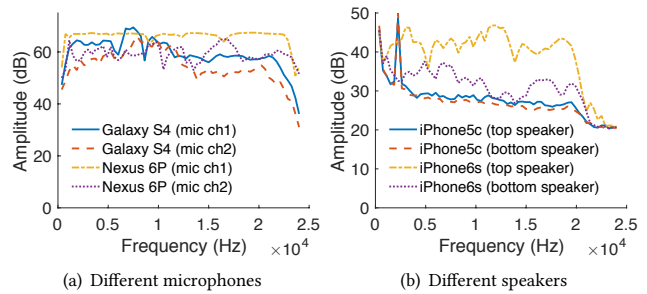 Amplitude (dB)
60
40
20
0
Galaxy S4 (mic ch1)
Galaxy S4 (mic ch2)
Nexus 6P (mic ch1)
Nexus 6P (mic ch2)
0 0.5 1 1.5 2 2.5
Frequency (Hz) ×10⁴
(a) Different microphones
Amplitude (dB)
50
40
30
20
10
0
iPhone5c (top speaker)
iPhone5c (bottom speaker)
iPhone6s (top speaker)
iPhone6s (bottom speaker)
0 0.5 1 1.5 2 2.5
Frequency (Hz) ×10⁴
(b) Different speakers